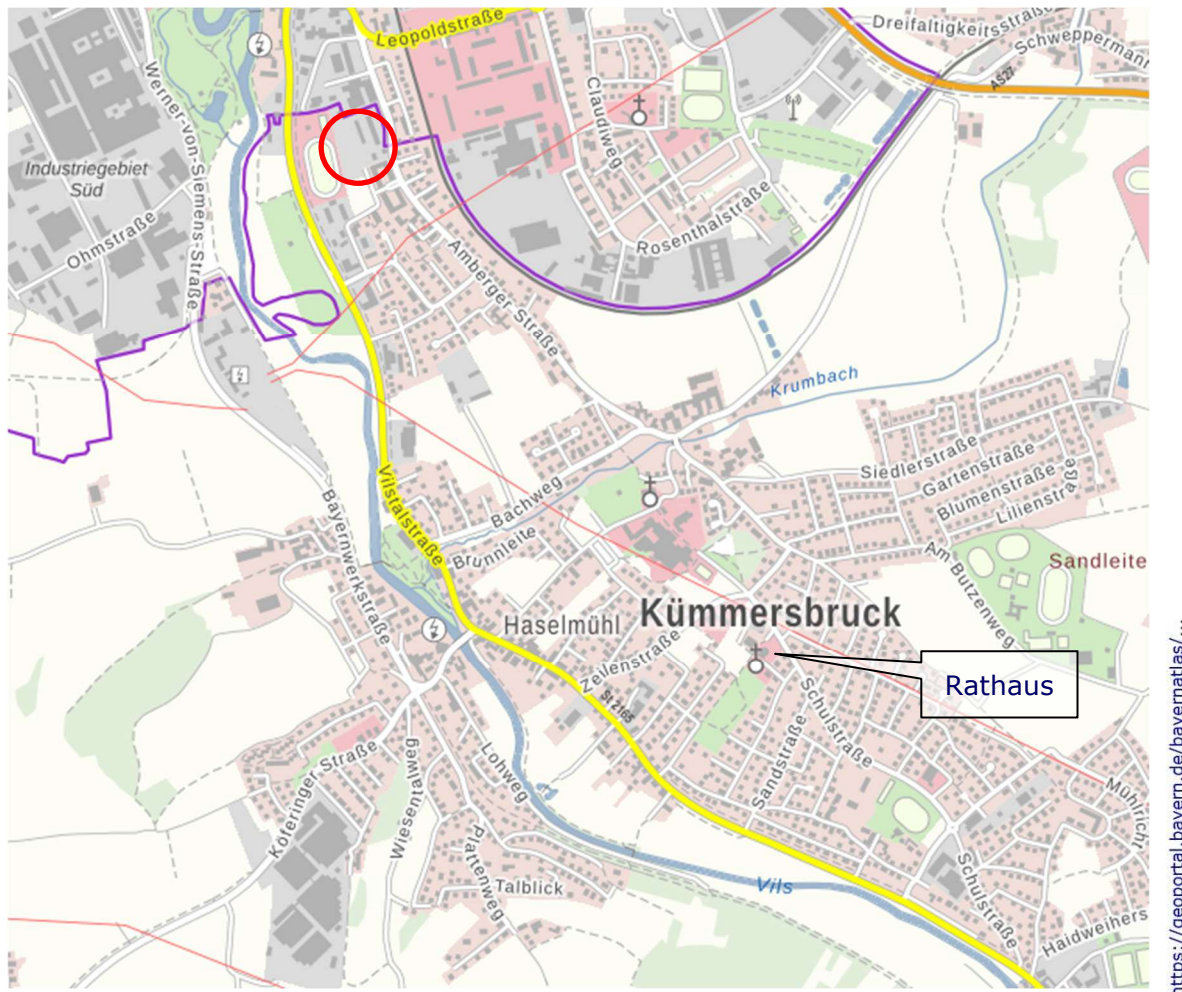 Leopoldstraße
Dreifaltigkeitsstraße
Schweppermann
AS27
Werner-von-Siemens-Straße
Claudiweg
Industriegebiet
Süd
Ohmstraße
Rosenthalstraße
Amberger Straße
Krumbach
Siedlerstraße
Gartenstraße
Blumenstraße
Lilienstraße
Vilstalstraße
Bachweg
Brunnleite
Bayernwerkstraße
Am Butzenweg
Sandleite
Haselmühl
Kümmersbruck
Zeilenstraße
St 2165
Rathaus
Schulstraße
Sandstraße
Köferinger Straße
Wiesentalweg
Lohweg
Plattenweg
Talblick
Vils
Mühlricht
Schulstraße
Haidweihers
https://geoportal.bayern.de/bayernatlas/...